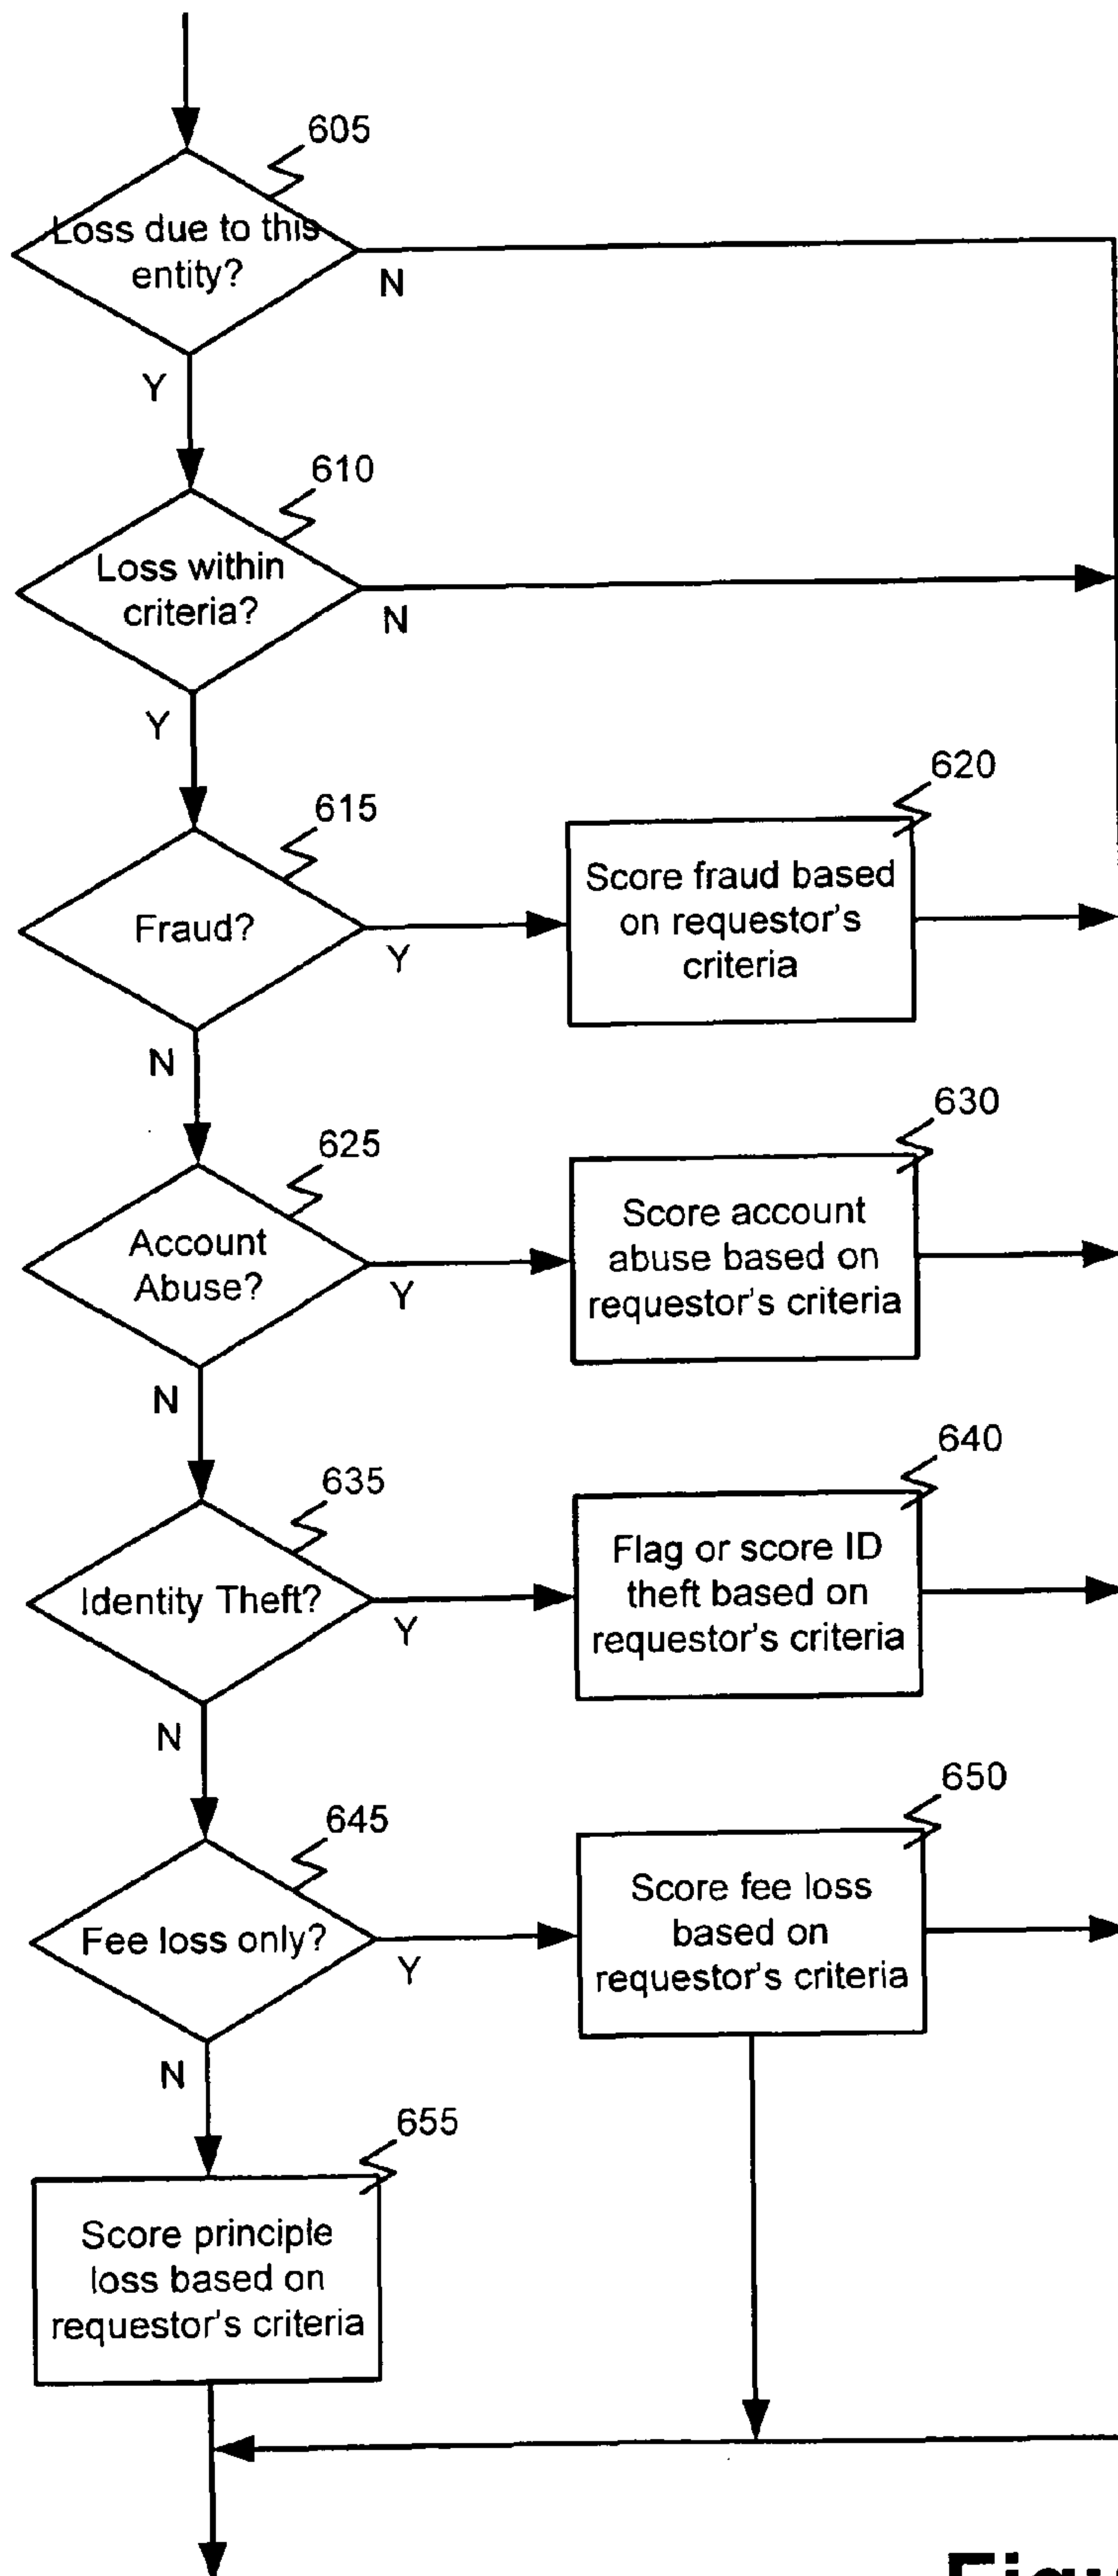 605
Loss due to this
entity?
N
Y
610
Loss within
criteria?
N
Y
615
Fraud?
Y
N
620
Score fraud based
on requestor's
criteria
625
Account
Abuse?
Y
N
630
Score account
abuse based on
requestor's criteria
635
Identity Theft?
Y
N
640
Flag or score ID
theft based on
requestor's criteria
645
Fee loss only?
Y
N
650
Score fee loss
based on
requestor's criteria
655
Score principle
loss based on
requestor's criteria